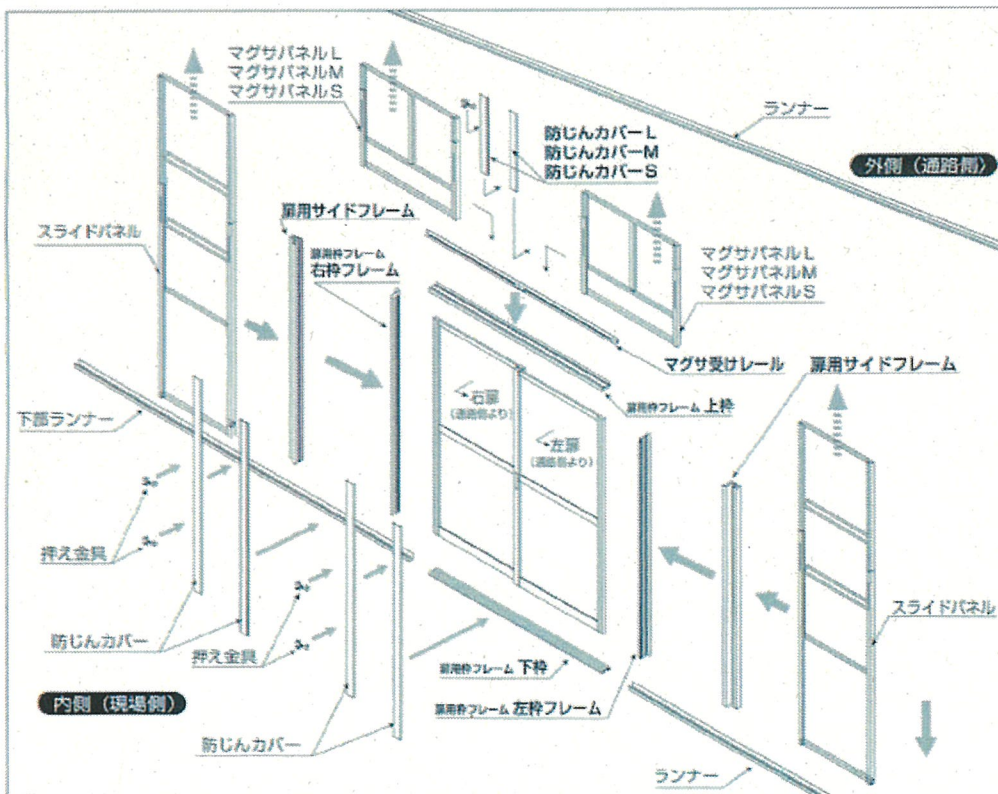 マグサパネルL
マグサパネルM
マグサパネルS
ランナー
防じんカバーL
防じんカバーM
防じんカバーS
外側（通路側）
扉用サイドフレーム
スライドパネル
扉用枠フレーム
右枠フレーム
マグサパネルL
マグサパネルM
マグサパネルS
マグサ受けレール
扉用サイドフレーム
右扉
（通路側より）
扉用枠フレーム 上枠
下部ランナー
左扉
（通路側より）
押え金具
スライドパネル
防じんカバー
押え金具
扉用枠フレーム 下枠
内側（現場側）
扉用枠フレーム 左枠フレーム
防じんカバー
ランナー